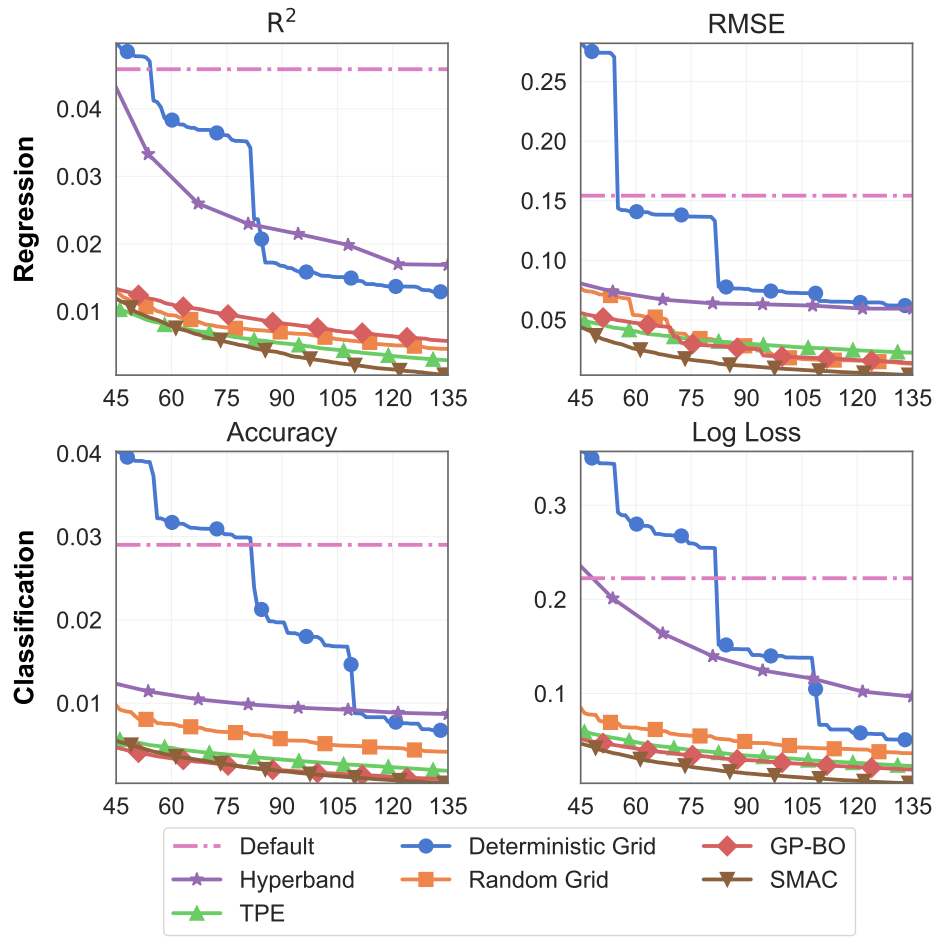 R²
RMSE
Regression
0.04
0.03
0.02
0.01
0.25
0.20
0.15
0.10
0.05
45 60 75 90 105 120 135
45 60 75 90 105 120 135
Accuracy
Log Loss
Classification
0.04
0.03
0.02
0.01
0.3
0.2
0.1
45 60 75 90 105 120 135
45 60 75 90 105 120 135
Default
Deterministic Grid
GP-BO
Hyperband
Random Grid
SMAC
TPE